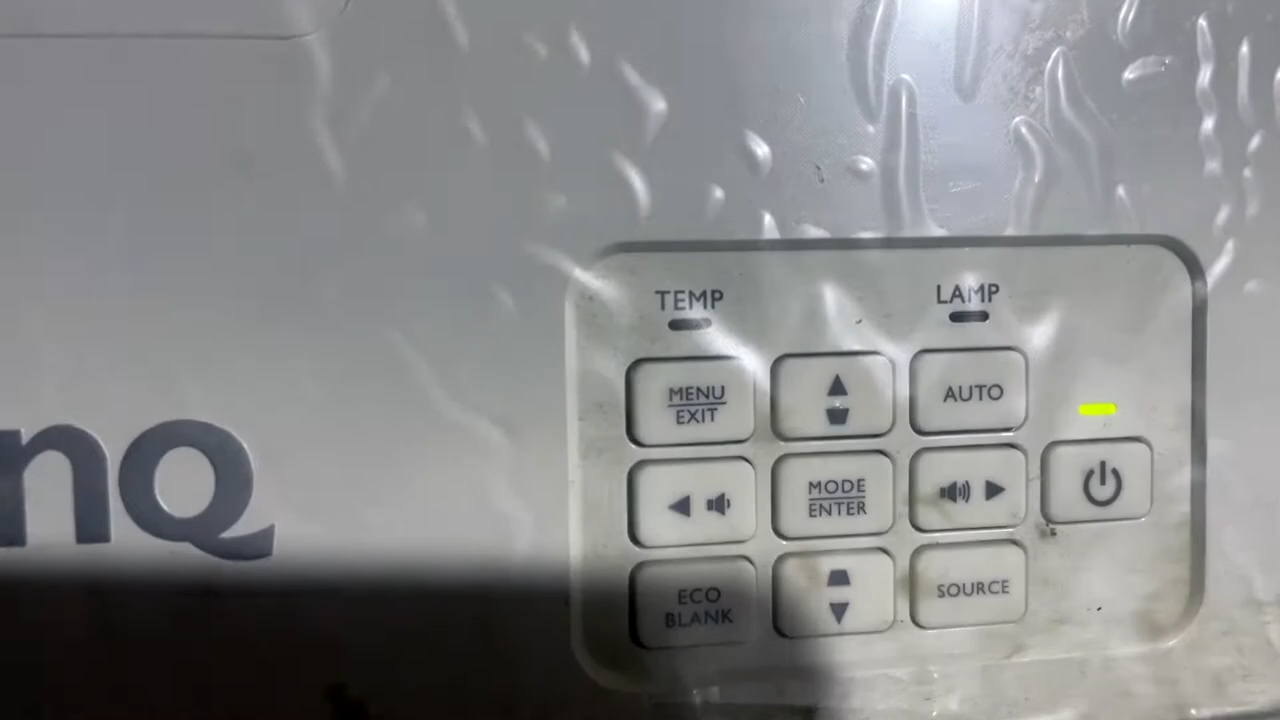 TEMP
LAMP
MENU
EXIT
AUTO
nQ
MODE
ENTER
ECO
BLANK
SOURCE